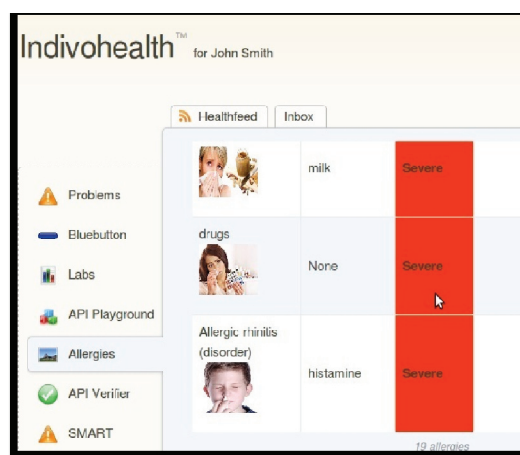 Indivohealth™ for John Smith
Healthfeed
Inbox
Problems
Bluebutton
Labs
API Playground
Allergies
API Verifier
SMART
milk
Severe
drugs
None
Severe
Allergic rhinitis
(disorder)
histamine
Severe
19 allergies